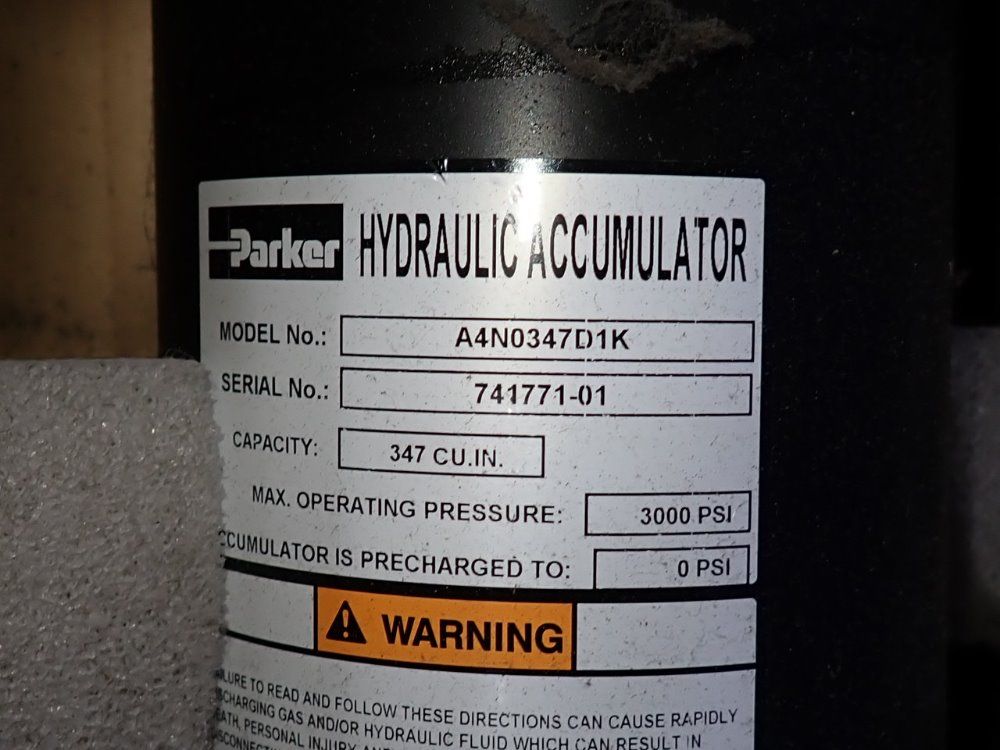 Parker HYDRAULIC ACCUMULATOR
MODEL No.: A4N0347D1K
SERIAL No.: 741771-01
CAPACITY: 347 CU.IN.
MAX. OPERATING PRESSURE: 3000 PSI
CCUMULATOR IS PRECHARGED TO: 0 PSI
WARNING
LURE TO READ AND FOLLOW THESE DIRECTIONS CAN CAUSE RAPIDLY
SCHARGING GAS AND/OR HYDRAULIC FLUID WHICH CAN RESULT IN
EATH, PERSONAL INJURY